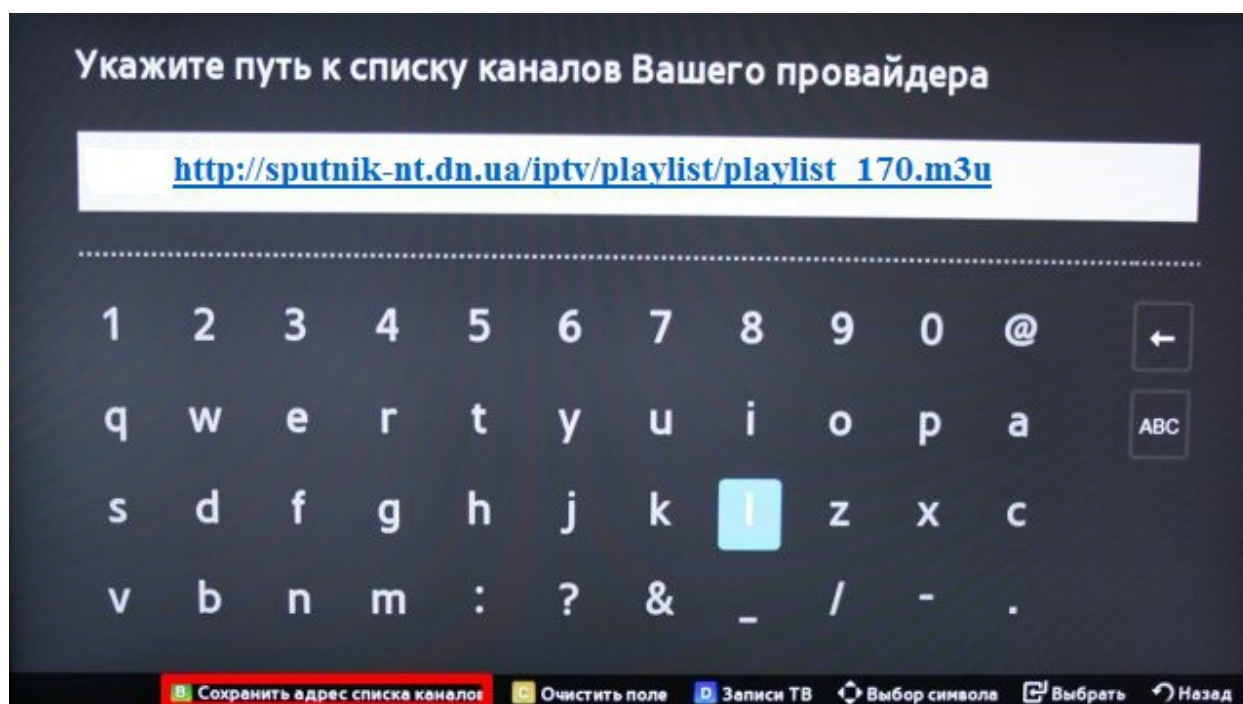 Укажите путь к списку каналов Вашего провайдера
http://sputnik-nt.dn.ua/iptv/playlist/playlist_170.m3u
1 2 3 4 5 6 7 8 9 0 @ ←
q w e r t y u i o p a ABC
s d f g h j k l z x c
v b n m : ? & _ / - .
B Сохранить адрес списка каналов C Очистить поле D Записи ТВ Выбор символа Выбрать Назад